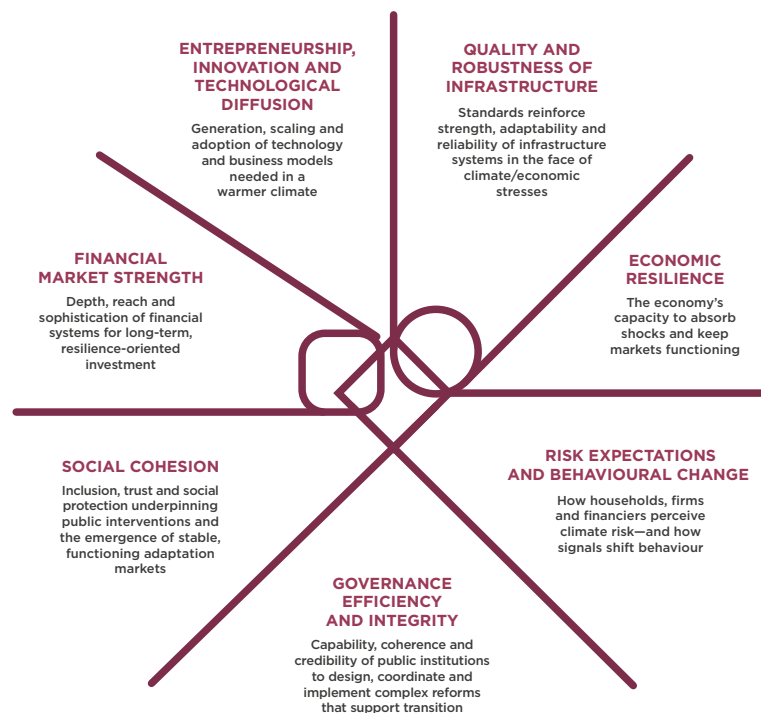 ENTREPRENEURSHIP,
INNOVATION AND
TECHNOLOGICAL
DIFFUSION
Generation, scaling and
adoption of technology
and business models
needed in a
warmer climate
QUALITY AND
ROBUSTNESS OF
INFRASTRUCTURE
Standards reinforce
strength, adaptability and
reliability of infrastructure
systems in the face of
climate/economic
stresses
FINANCIAL
MARKET STRENGTH
Depth, reach and
sophistication of financial
systems for long-term,
resilience-oriented
investment
ECONOMIC
RESILIENCE
The economy’s
capacity to absorb
shocks and keep
markets functioning
SOCIAL COHESION
Inclusion, trust and social
protection underpinning
public interventions and
the emergence of stable,
functioning adaptation
markets
RISK EXPECTATIONS
AND BEHAVIOURAL CHANGE
How households, firms
and financiers perceive
climate risk—and how
signals shift behaviour
GOVERNANCE
EFFICIENCY
AND INTEGRITY
Capability, coherence and
credibility of public institutions
to design, coordinate and
implement complex reforms
that support transition